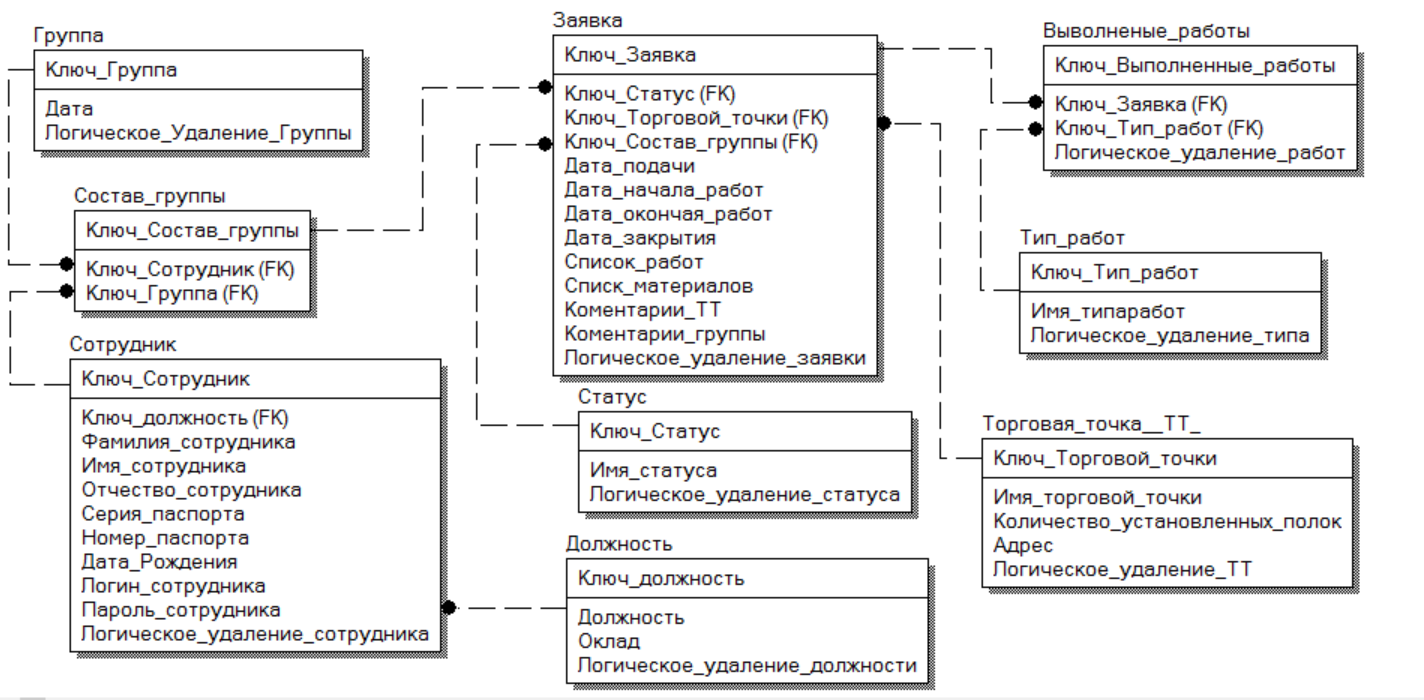 Группа
Ключ_Группа
Дата
Логическое_Удаление_Группы
Состав_группы
Ключ_Состав_группы
Ключ_Сотрудник (FK)
Ключ_Группа (FK)
Сотрудник
Ключ_Сотрудник
Ключ_должность (FK)
Фамилия_сотрудника
Имя_сотрудника
Отчество_сотрудника
Серия_паспорта
Номер_паспорта
Дата_Рождения
Логин_сотрудника
Пароль_сотрудника
Логическое_удаление_сотрудника
Заявка
Ключ_Заявка
Ключ_Статус (FK)
Ключ_Торговой_точки (FK)
Ключ_Состав_группы (FK)
Дата_подачи
Дата_начала_работ
Дата_окончая_работ
Дата_закрытия
Список_работ
Списк_материалов
Коментарии_ТТ
Коментарии_группы
Логическое_удаление_заявки
Статус
Ключ_Статус
Имя_статуса
Логическое_удаление_статуса
Должность
Ключ_должность
Должность
Оклад
Логическое_удаление_должности
Выволненые_работы
Ключ_Выполненные_работы
Ключ_Заявка (FK)
Ключ_Тип_работ (FK)
Логическое_удаление_работ
Тип_работ
Ключ_Тип_работ
Имя_типаработ
Логическое_удаление_типа
Торговая_точка__ТТ_
Ключ_Торговой_точки
Имя_торговой_точки
Количество_установленных_полок
Адрес
Логическое_удаление_ТТ